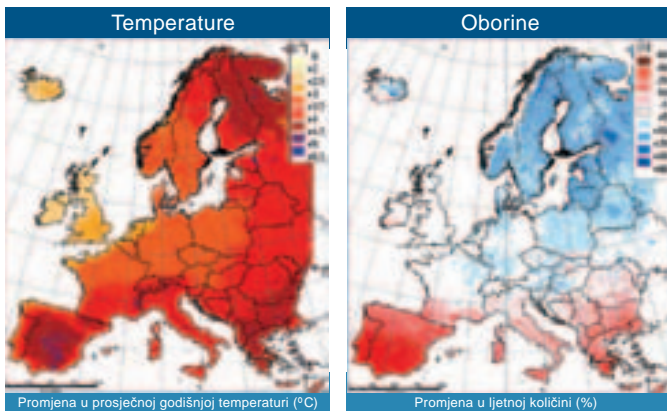 Temperature
Oborine
Promjena u prosječnoj godišnjoj temperaturi (ºC)
Promjena u ljetnoj količini (%)